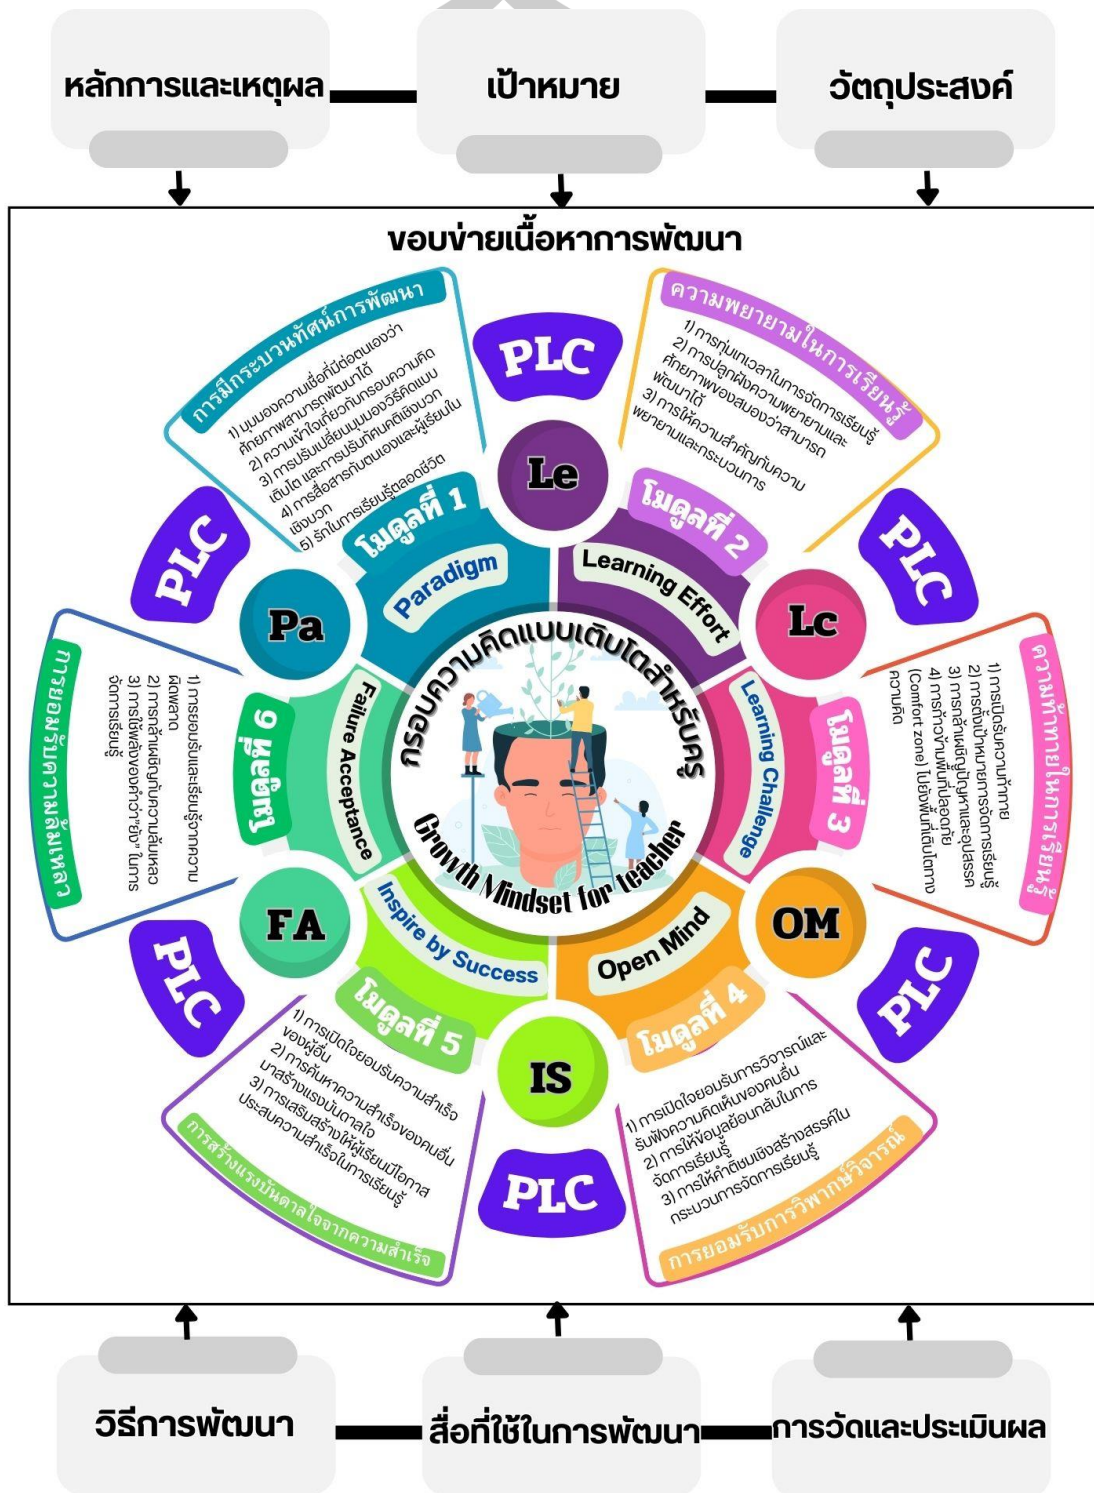 หลักการและเหตุผล
เป้าหมาย
วัตถุประสงค์
ขอบข่ายเนื้อหาการพัฒนา
การมีกระบวนทัศน์การพัฒนา
1) มุมมองความเชื่อที่มีต่อตนเองว่า
ศักยภาพสามารถพัฒนาได้
2) ความเข้าใจเกี่ยวกับกรอบความคิด
3) การปรับเปลี่ยนมุมมองวิธีคิดแบบ
เติบโต และการปรับทัศนคติเชิงบวก
4) การสื่อสารกับตนเองและผู้เรียนใน
เชิงบวก
5) รักในการเรียนรู้ตลอดชีวิต
โมดูลที่ 1
Paradigm
Pa
PLC
Le
ความพยายามในการเรียนรู้
1) การทุ่มเทเวลาในการจัดการเรียนรู้
2) การปลูกฝังความพยายามและ
ศักยภาพของสมองว่าสามารถ
พัฒนาได้
3) การให้ความสำคัญกับความ
พยายามและกระบวนการ
โมดูลที่ 2
Learning Effort
PLC
Lc
ความท้าทายในการเรียนรู้
1) การเปิดรับความท้าทาย
2) การตั้งเป้าหมายการจัดการเรียนรู้
3) การกล้าเผชิญปัญหาและอุปสรรค
4) การก้าวข้ามพื้นที่ปลอดภัย
(Comfort zone) ไปยังพื้นที่เติบโตทาง
ความคิด
โมดูลที่ 3
Learning Challenge
PLC
OM
การยอมรับการวิพากษ์วิจารณ์
1) การเปิดใจยอมรับการวิจารณ์และ
รับฟังความคิดเห็นของคนอื่น
2) การให้ข้อมูลย้อนกลับในการ
จัดการเรียนรู้
3) การให้คำติชมเชิงสร้างสรรค์ใน
กระบวนการจัดการเรียนรู้
โมดูลที่ 4
Open Mind
PLC
IS
การสร้างแรงบันดาลใจจากความสำเร็จ
1) การเปิดใจยอมรับความสำเร็จ
ของผู้อื่น
2) การค้นหาความสำเร็จของคนอื่น
มาสร้างแรงบันดาลใจ
3) การเสริมสร้างให้ผู้เรียนมีโอกาส
ประสบความสำเร็จในการเรียนรู้
โมดูลที่ 5
Inspire by Success
PLC
FA
การยอมรับความล้มเหลว
1) การยอมรับและเรียนรู้จากความ
ผิดพลาด
2) การกล้าเผชิญกับความล้มเหลว
3) การใช้พลังของคำว่า"ยัง" ในการ
จัดการเรียนรู้
โมดูลที่ 6
Failure Acceptance
PLC
กรอบความคิดแบบเติบโตสำหรับครู
Growth Mindset for teacher
วิธีการพัฒนา
สื่อที่ใช้ในการพัฒนา
การวัดและประเมินผล